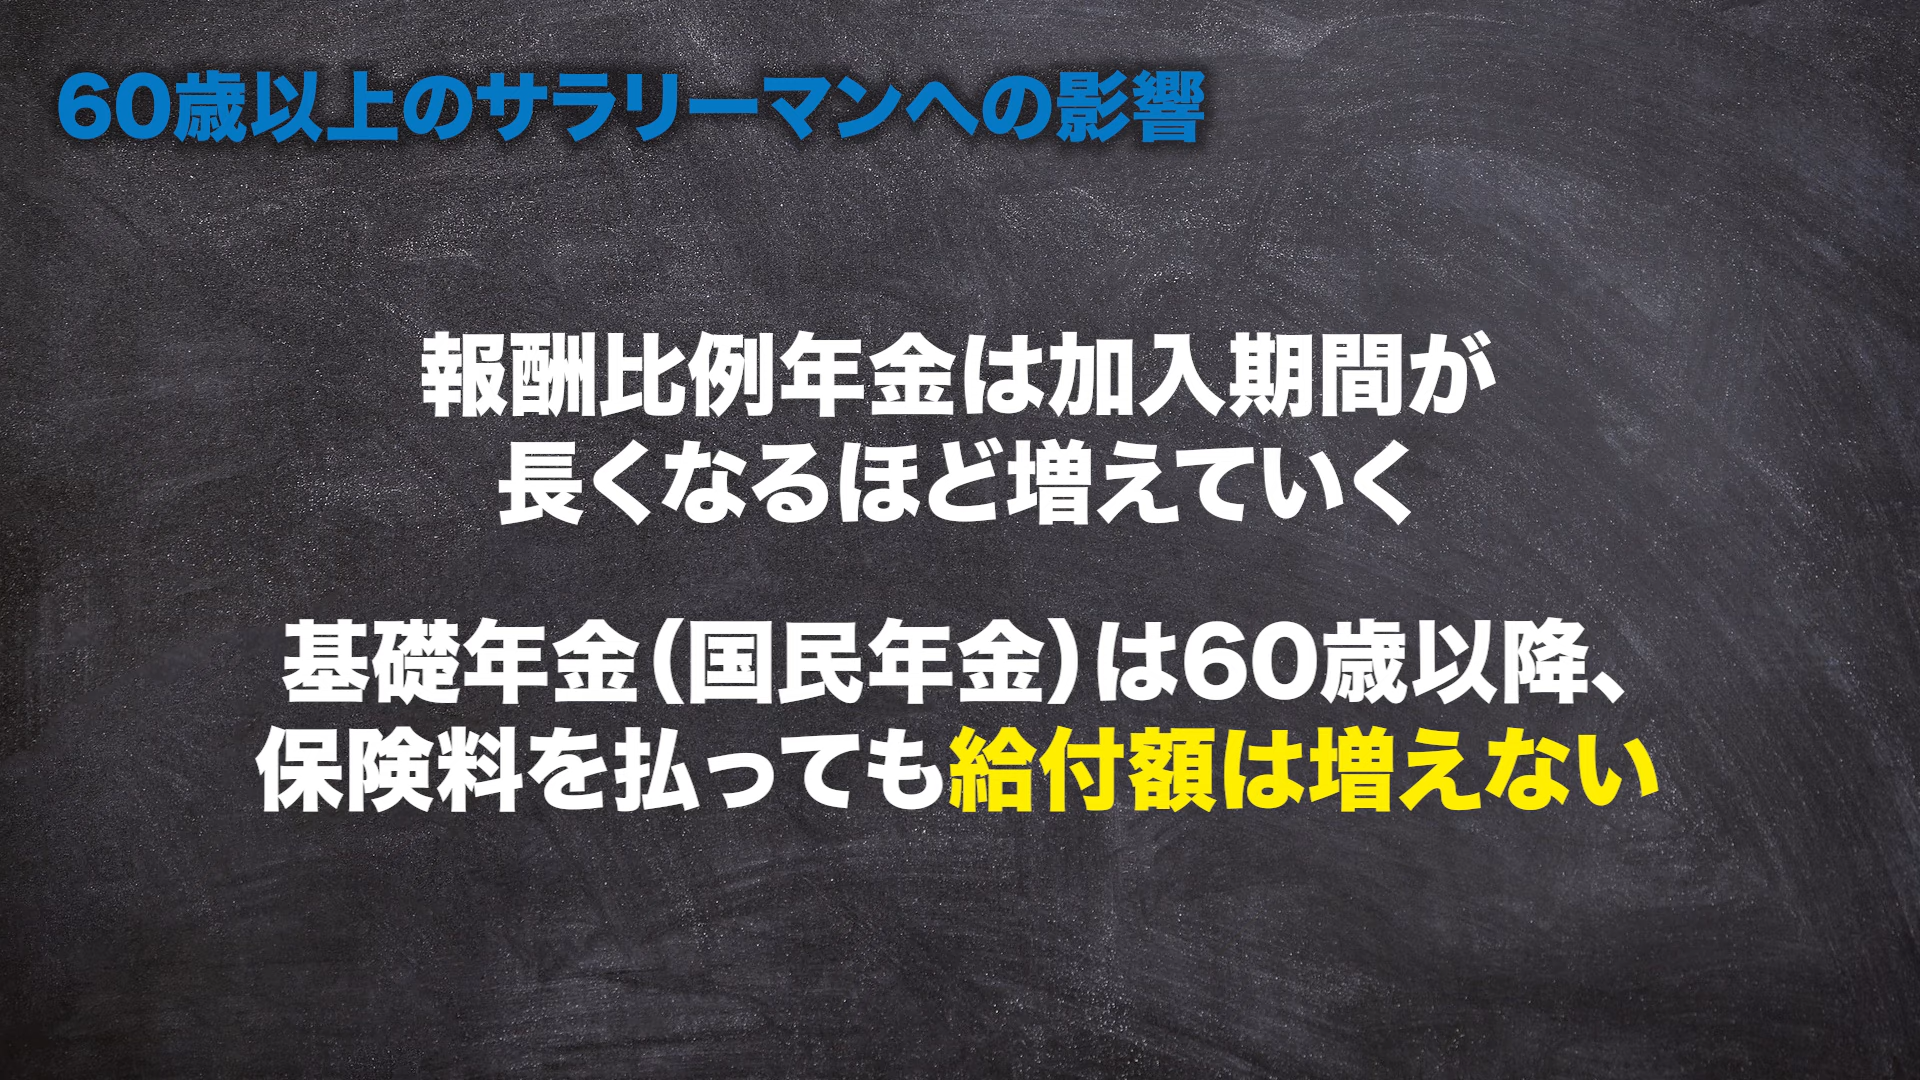 60歳以上のサラリーマンへの影響
報酬比例年金は加入期間が
長くなるほど増えていく
基礎年金(国民年金)は60歳以降、
保険料を払っても給付額は増えない